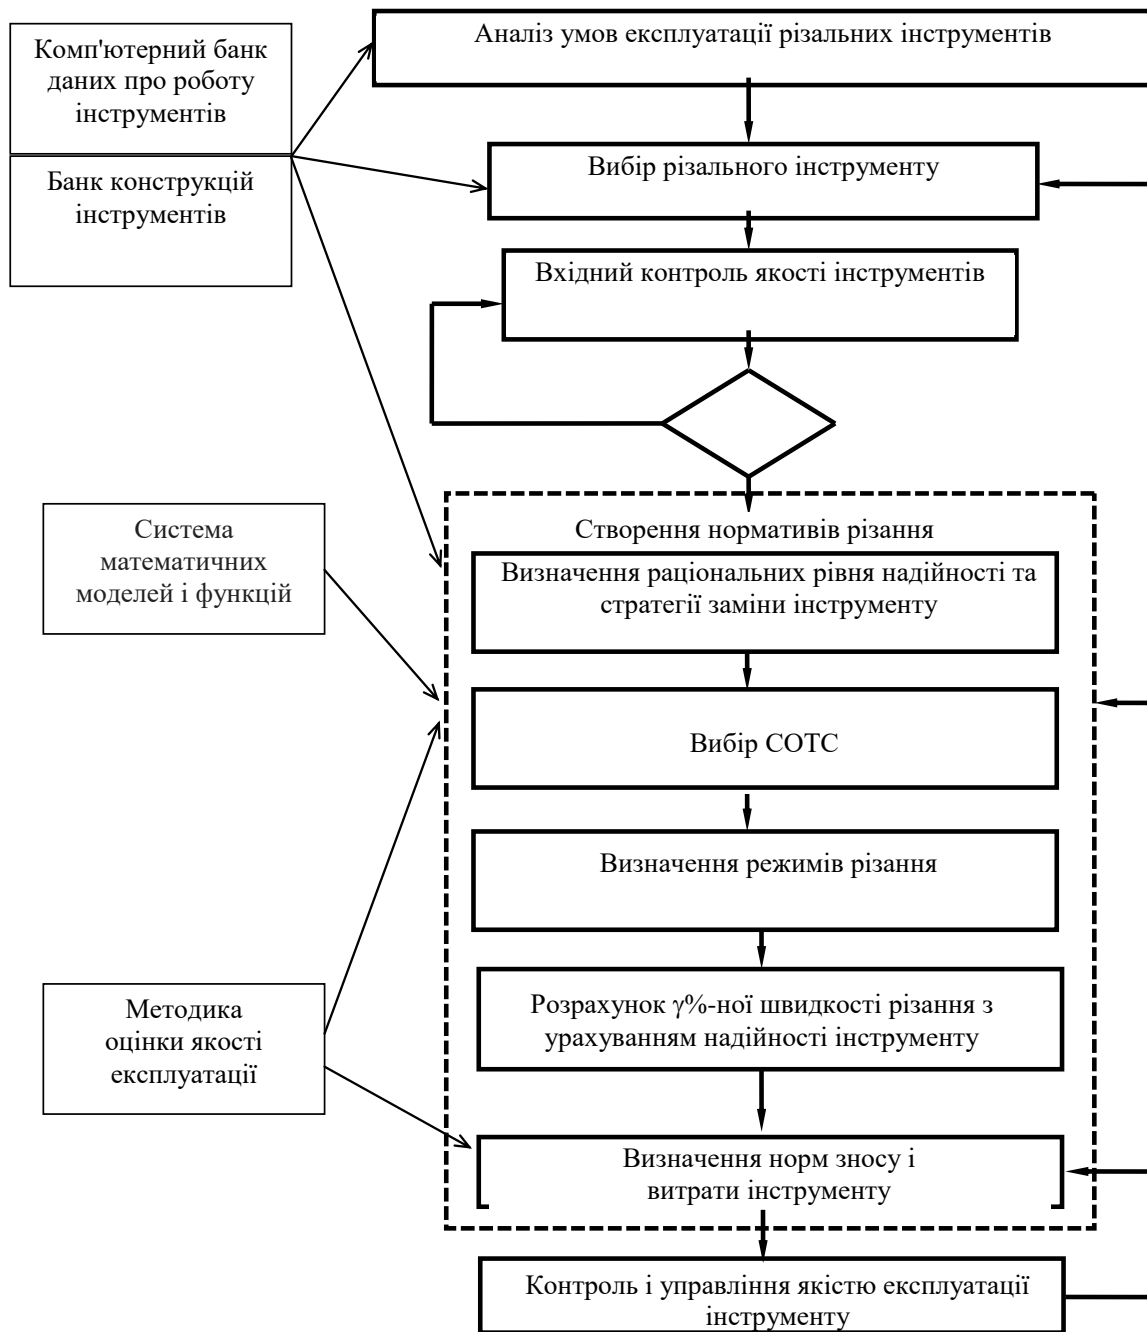 Комп'ютерний банк
даних про роботу
інструментів
Банк конструкцій
інструментів
Аналіз умов експлуатації різальних інструментів
Вибір різального інструменту
Вхідний контроль якості інструментів
Система
математичних
моделей і функцій
Створення нормативів різання
Визначення раціональних рівня надійності та
стратегії заміни інструменту
Вибір СОТС
Визначення режимів різання
Методика
оцінки якості
експлуатації
Розрахунок γ%-ної швидкості різання з
урахуванням надійності інструменту
Визначення норм зносу і
витрати інструменту
Контроль і управління якістю експлуатації
інструменту